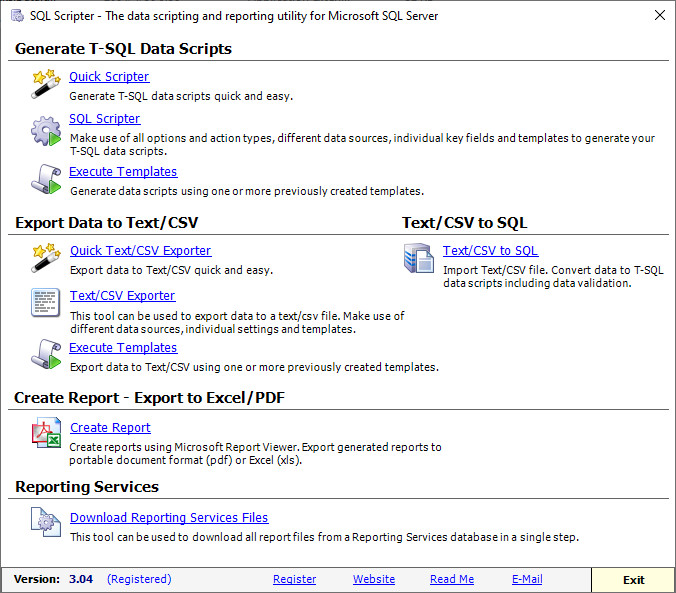 SQL Scripter - The data scripting and reporting utility for Microsoft SQL Server
Generate T-SQL Data Scripts
Quick Scripter
Generate T-SQL data scripts quick and easy.
SQL Scripter
Make use of all options and action types, different data sources, individual key fields and templates to generate your
T-SQL data scripts.
Execute Templates
Generate data scripts using one or more previously created templates.
Export Data to Text/CSV
Quick Text/CSV Exporter
Export data to Text/CSV quick and easy.
Text/CSV Exporter
This tool can be used to export data to a text/csv file. Make use of
different data sources, individual settings and templates.
Execute Templates
Export data to Text/CSV using one or more previously created templates.
Text/CSV to SQL
Text/CSV to SQL
Import Text/CSV file. Convert data to T-SQL
data scripts including data validation.
Create Report - Export to Excel/PDF
Create Report
Create reports using Microsoft Report Viewer. Export generated reports to
portable document format (pdf) or Excel (xls).
Reporting Services
Download Reporting Services Files
This tool can be used to download all report files from a Reporting Services database in a single step.
Version: 3.04 (Registered) Register Website Read Me E-Mail Exit